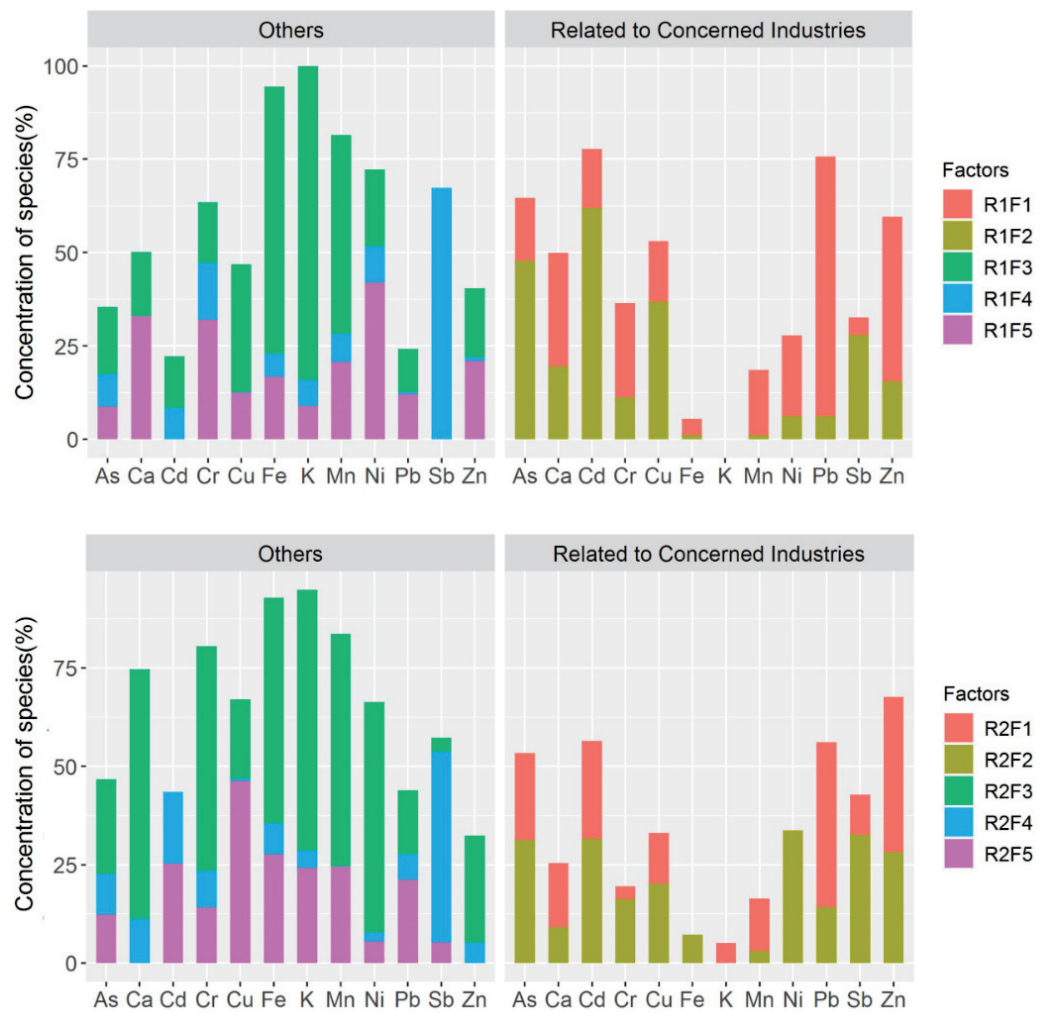 Others
Related to Concerned Industries
Concentration of species(%)
100
75
50
25
0
As Ca Cd Cr Cu Fe K Mn Ni Pb Sb Zn
As Ca Cd Cr Cu Fe K Mn Ni Pb Sb Zn
Factors
R1F1
R1F2
R1F3
R1F4
R1F5
Others
Related to Concerned Industries
Concentration of species(%)
75
50
25
0
As Ca Cd Cr Cu Fe K Mn Ni Pb Sb Zn
As Ca Cd Cr Cu Fe K Mn Ni Pb Sb Zn
Factors
R2F1
R2F2
R2F3
R2F4
R2F5